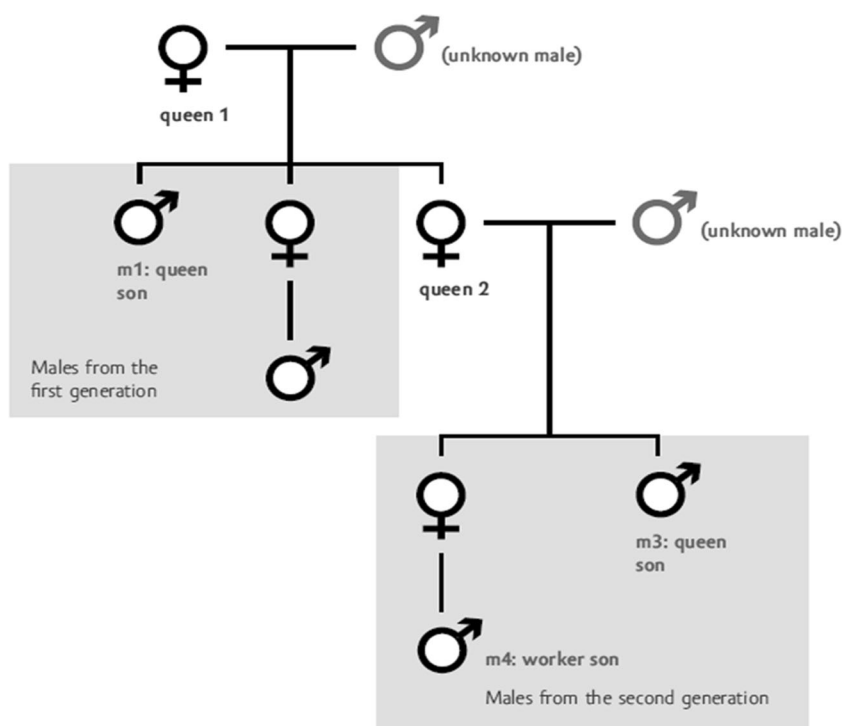 (unknown male)
queen 1
m1: queen
son
(unknown male)
queen 2
Males from the
first generation
m3: queen
son
m4: worker son
Males from the second generation